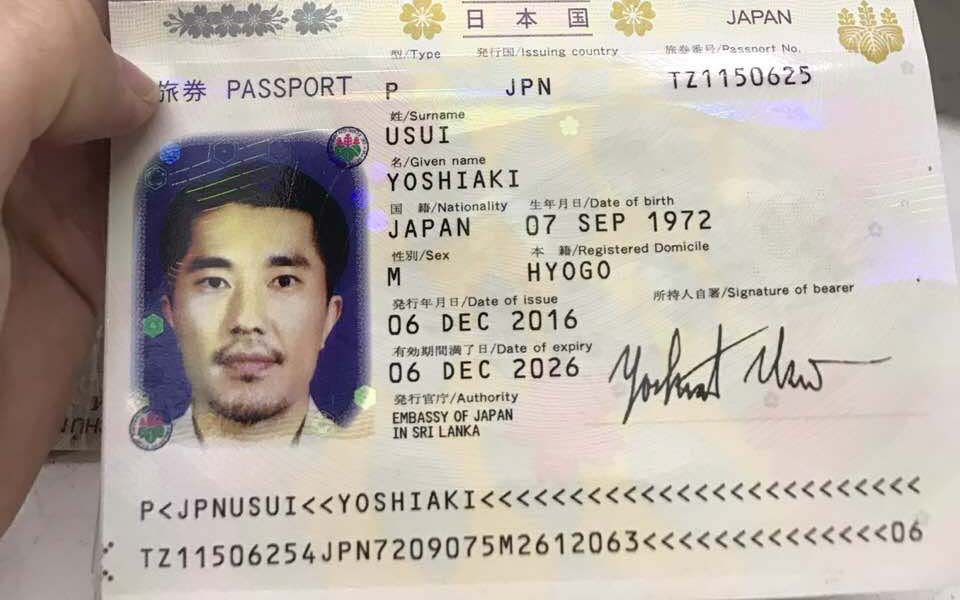 日本国 JAPAN
型/Type 発行国/Issuing country 旅券番号/Passport No.
旅券 PASSPORT P JPN TZ1150625
姓/Surname
USUI
名/Given name
YOSHIAKI
国 籍/Nationality 生年月日/Date of birth
JAPAN 07 SEP 1972
性別/Sex 本 籍/Registered Domicile
M HYOGO
発行年月日/Date of issue 所持人自署/Signature of bearer
06 DEC 2016
有効期間満了日/Date of expiry
06 DEC 2026
発行官庁/Authority
EMBASSY OF JAPAN
IN SRI LANKA
P<JPNUSUI<<YOSHIAKI<<<<<<<<<<<<<<<<<<<<<<<<<
TZ11506254JPN7209075M2612063<<<<<<<<<<<<<<06